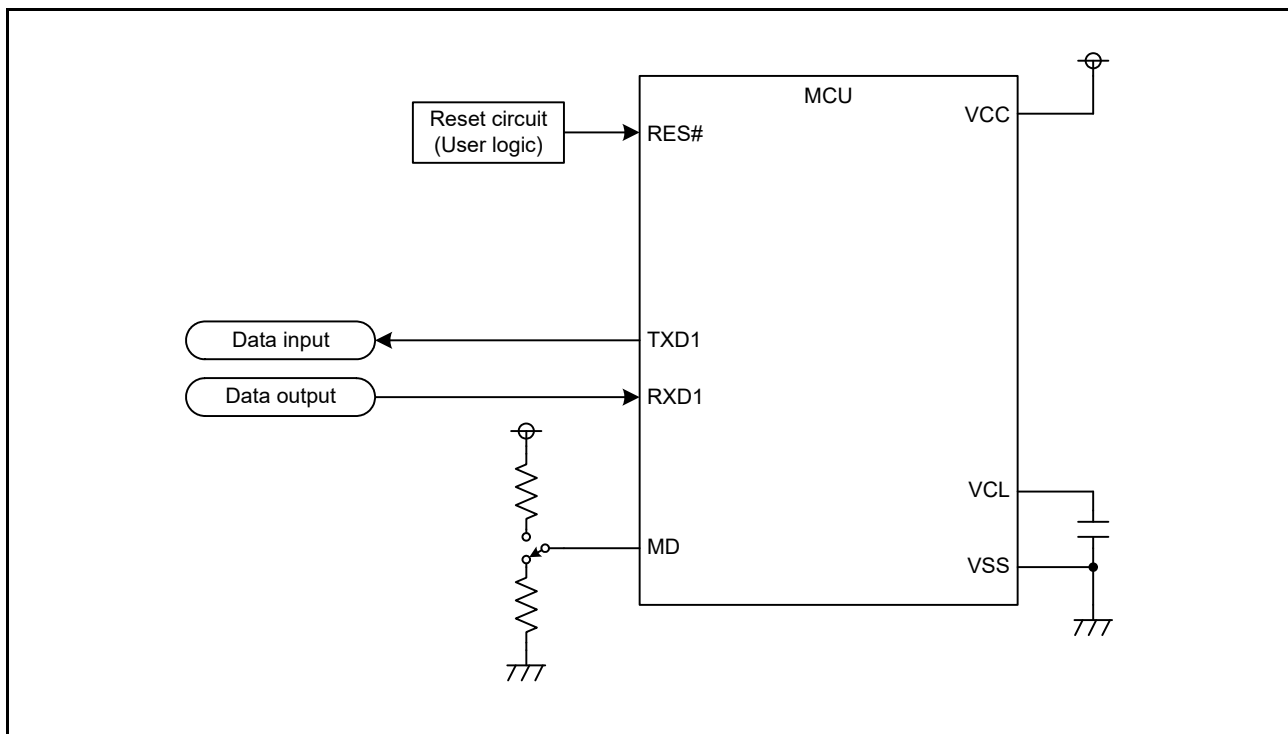 MCU
VCC
Reset circuit
(User logic)
RES#
Data input
TXD1
Data output
RXD1
VCL
MD
VSS